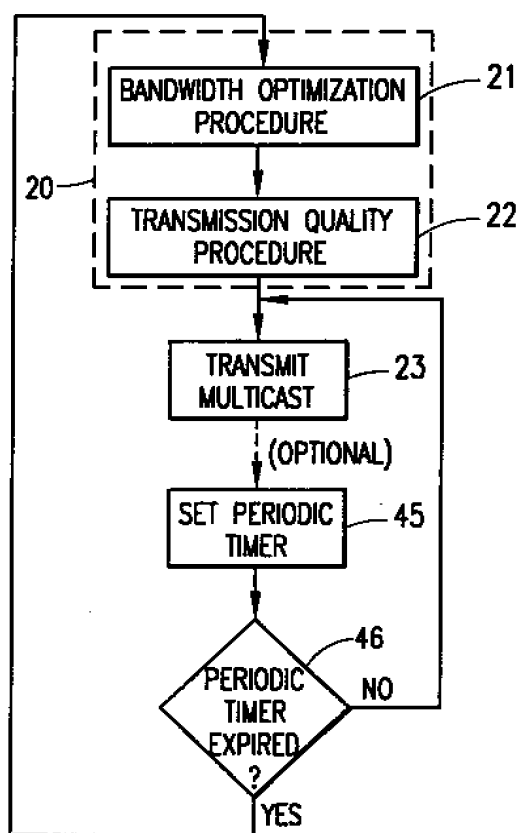 BANDWIDTH OPTIMIZATION
PROCEDURE
21
20
TRANSMISSION QUALITY
PROCEDURE
22
TRANSMIT
MULTICAST
23
(OPTIONAL)
SET PERIODIC
TIMER
45
46
PERIODIC
TIMER
EXPIRED
?
NO
YES